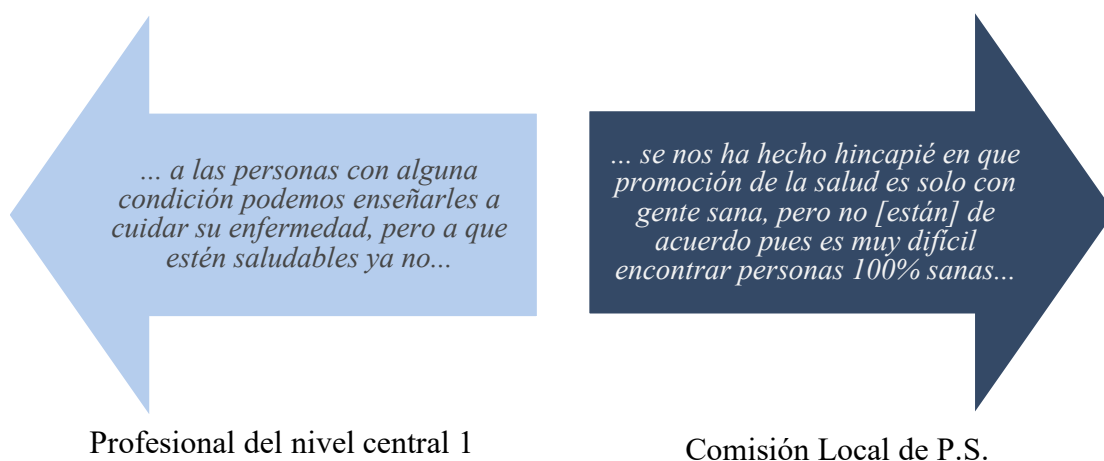 ... a las personas con alguna
condición podemos enseñarles a
cuidar su enfermedad, pero a que
estén saludables ya no...
... se nos ha hecho hincapié en que
promoción de la salud es solo con
gente sana, pero no [están] de
acuerdo pues es muy difícil
encontrar personas 100% sanas...
Profesional del nivel central 1
Comisión Local de P.S.